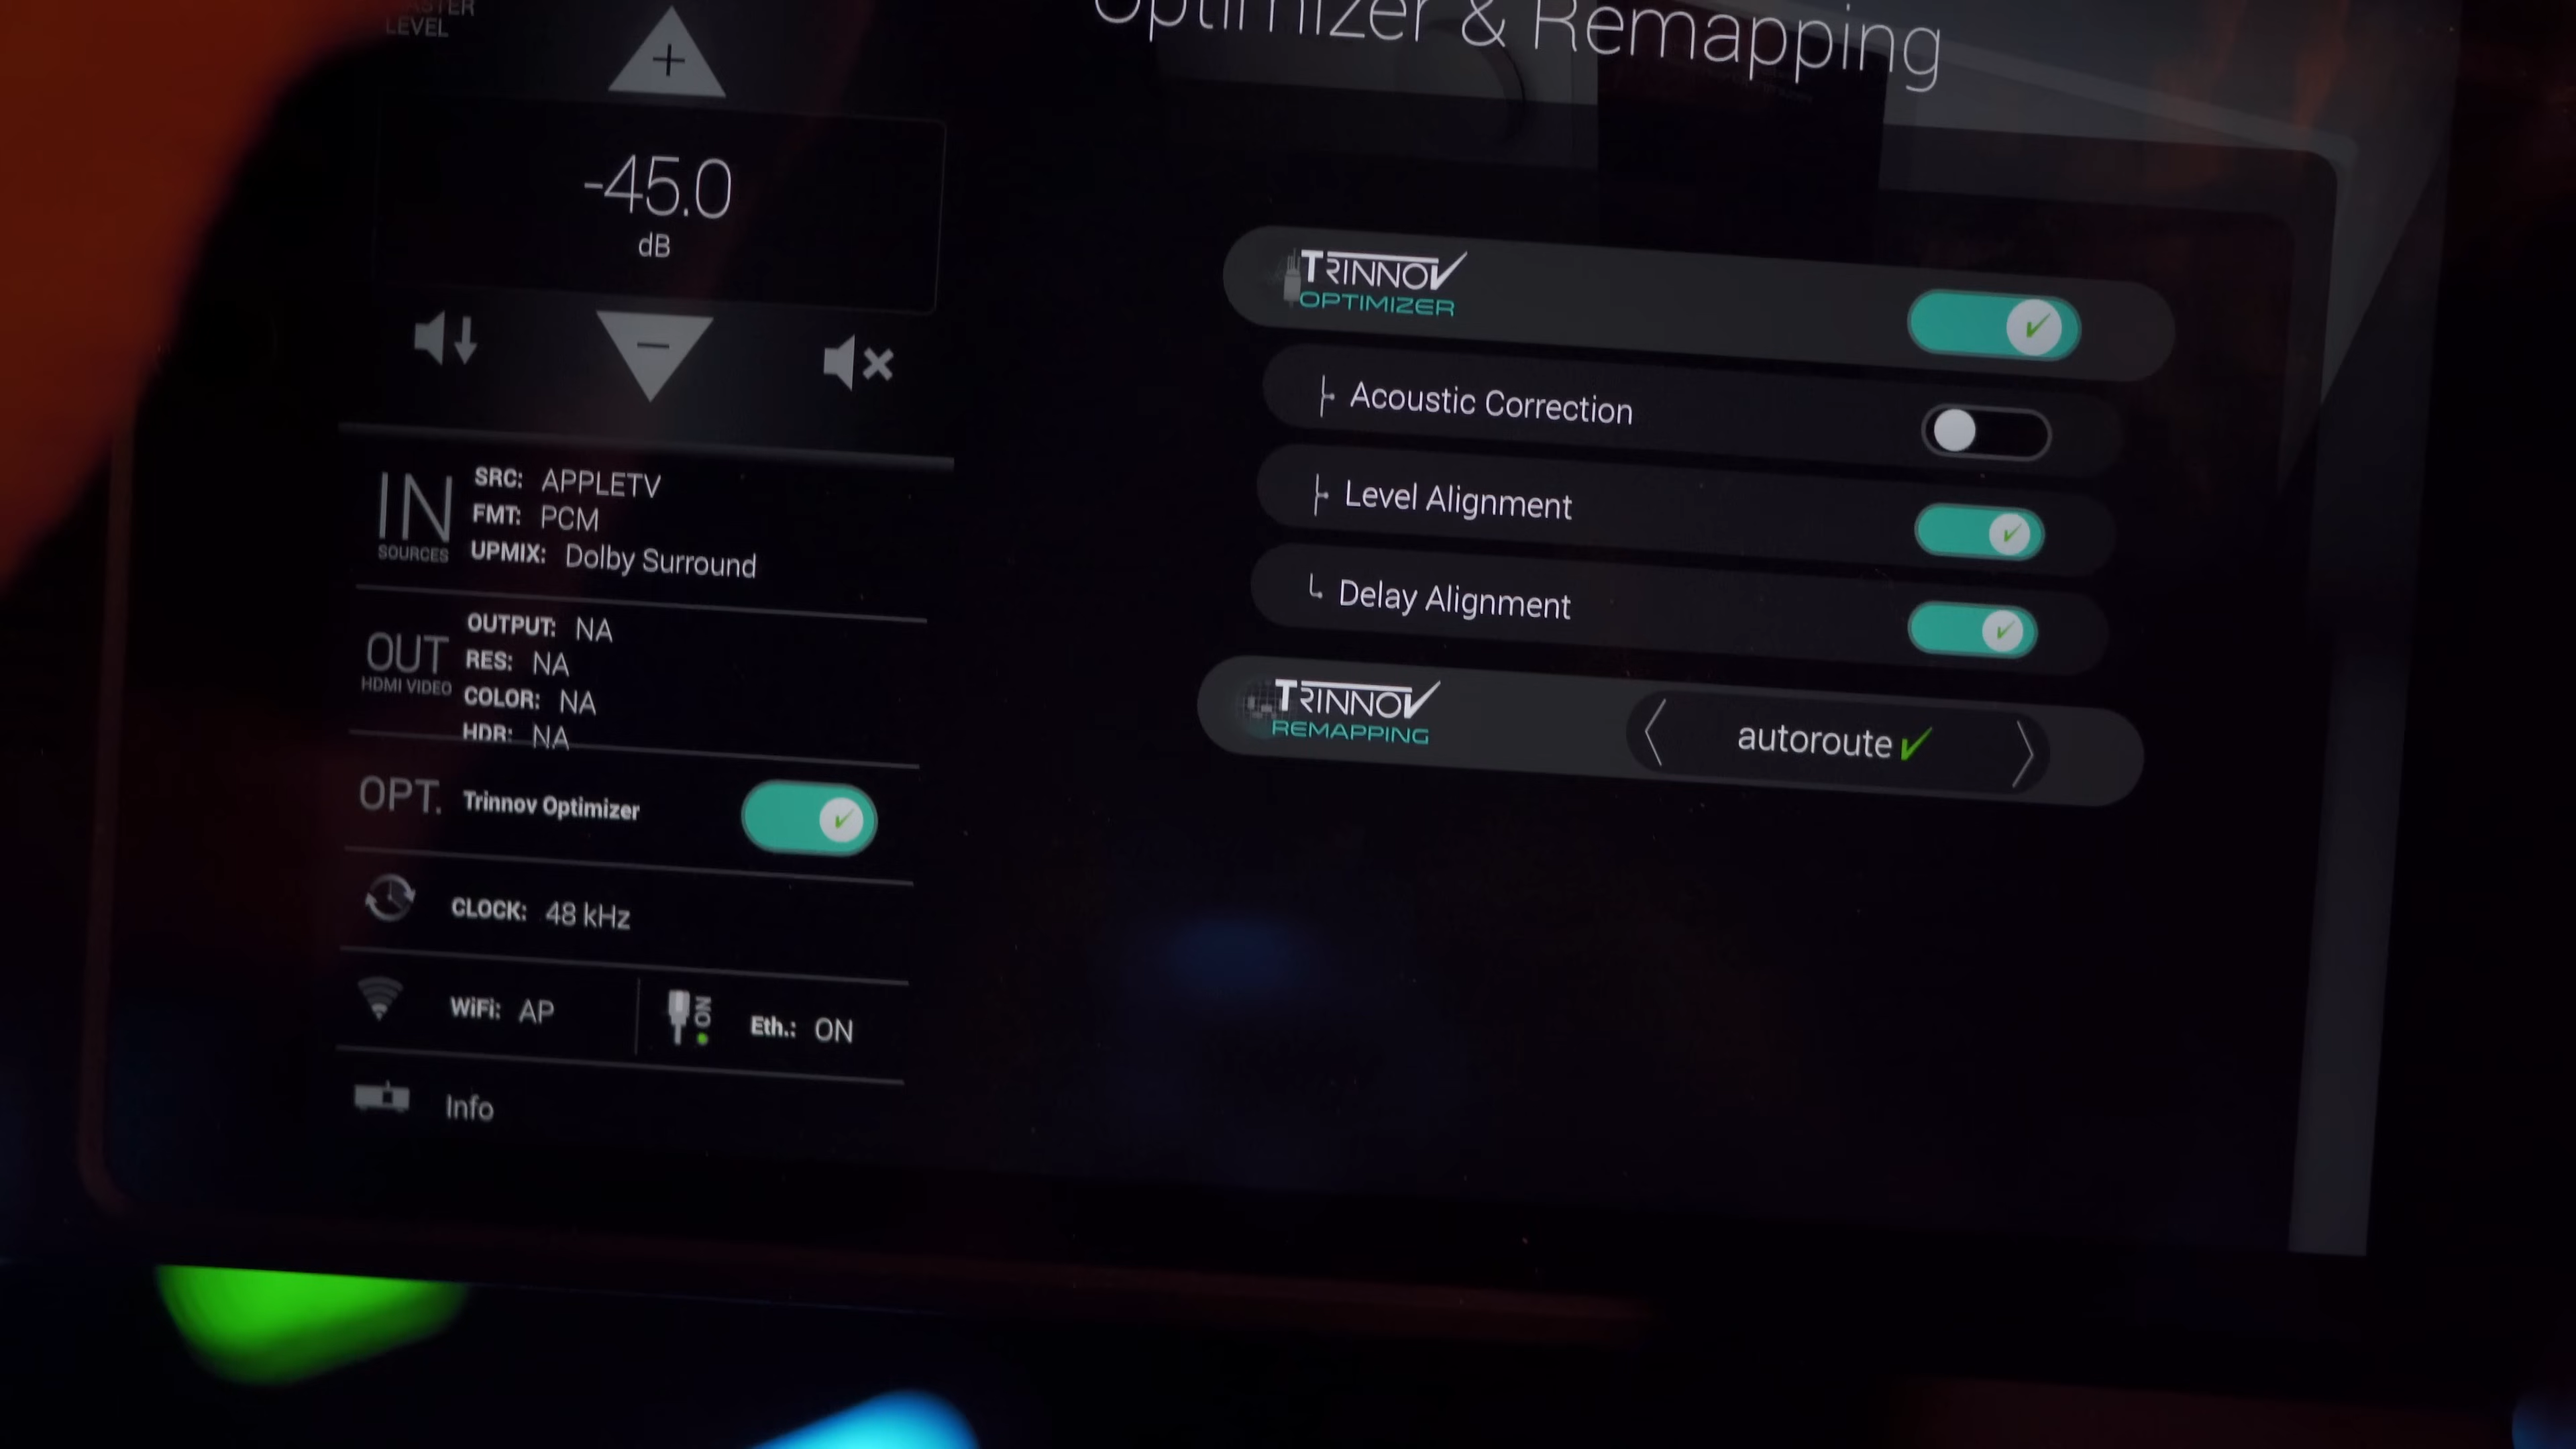 LEVEL
Optimizer & Remapping
+
-45.0
dB
−
IN
SOURCES
SRC: APPLETV
FMT: PCM
UPMIX: Dolby Surround
OUT
HDMI VIDEO
OUTPUT: NA
RES: NA
COLOR: NA
HDR: NA
OPT. Trinnov Optimizer
CLOCK: 48 kHz
WiFi: AP
ON
Eth.: ON
Info
TRINNOV
OPTIMIZER
Acoustic Correction
Level Alignment
Delay Alignment
TRINNOV
REMAPPING
autoroute